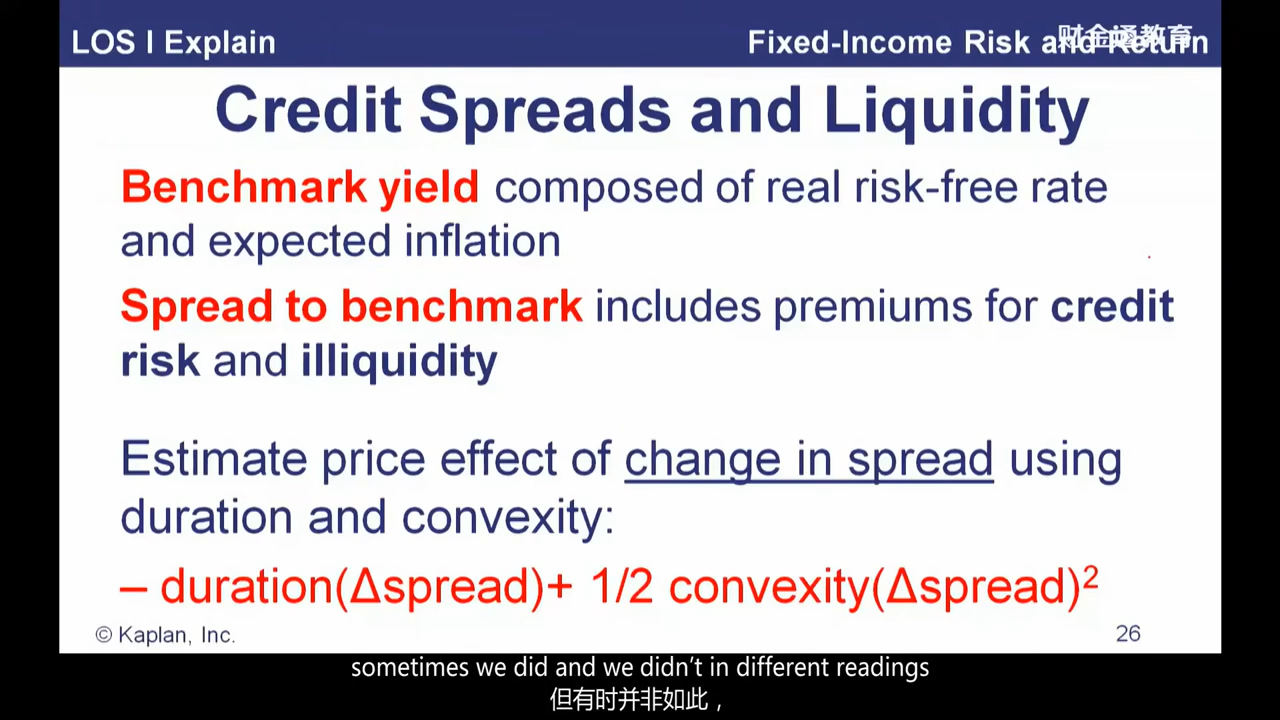 LOS l Explain
Fixed-Income Risk and Return
财金通教育
Credit Spreads and Liquidity
Benchmark yield composed of real risk-free rate
and expected inflation
Spread to benchmark includes premiums for credit
risk and illiquidity
Estimate price effect of change in spread using
duration and convexity:
– duration(Δspread)+ 1/2 convexity(Δspread)²
© Kaplan, Inc.
26
sometimes we did and we didn't in different readings
但有时并非如此，